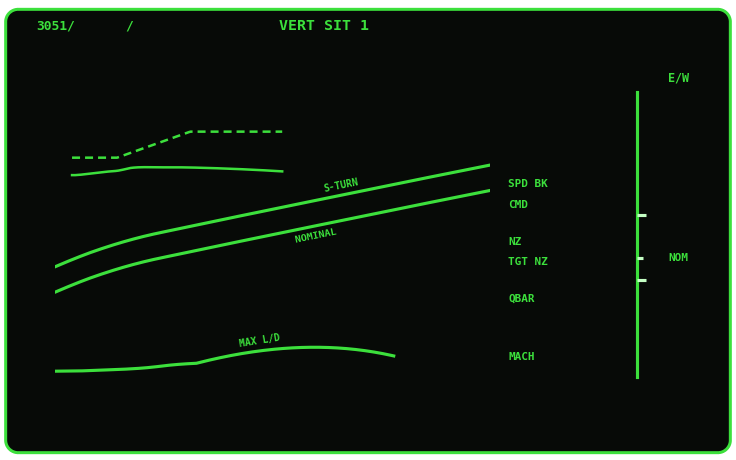 3051/ /
VERT SIT 1
E/W
S-TURN
SPD BK
CMD
NOMINAL
NZ
TGT NZ
NOM
QBAR
MAX L/D
MACH